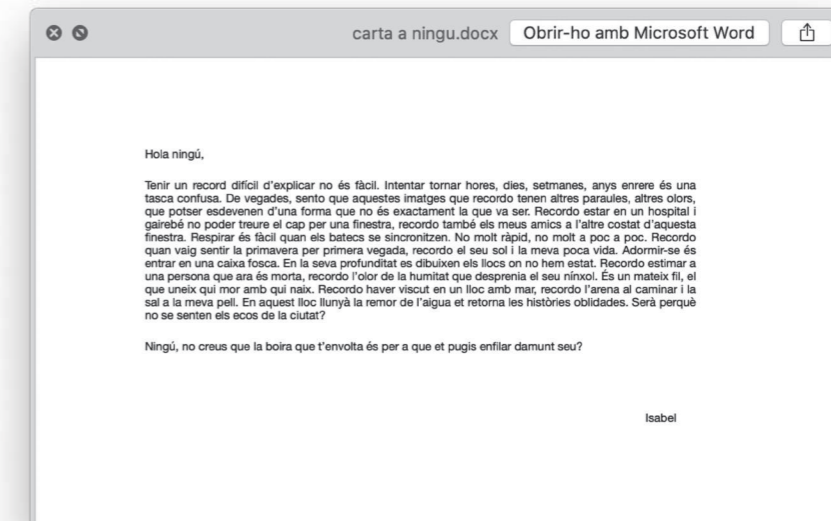 carta a ningu.docx Obrir-ho amb Microsoft Word
Hola ningú,
Tenir un record difícil d'explicar no és fàcil. Intentar tornar hores, dies, setmanes, anys enrere és una
tasca confusa. De vegades, sento que aquestes imatges que recordo tenen altres paraules, altres olors,
que potser esdevenen d'una forma que no és exactament la que va ser. Recordo estar en un hospital i
gairebé no poder treure el cap per una finestra, recordo també els meus amics a l'altre costat d'aquesta
finestra. Respirar és fàcil quan els batecs se sincronitzen. No molt ràpid, no molt a poc a poc. Recordo
quan vaig sentir la primavera per primera vegada, recordo el seu sol i la meva poca vida. Adormir-se és
entrar en una caixa fosca. En la seva profunditat es dibuixen els llocs on no hem estat. Recordo estimar a
una persona que ara és morta, recordo l'olor de la humitat que desprenia el seu nínxol. És un mateix fil, el
que uneix qui mor amb qui naix. Recordo haver viscut en un lloc amb mar, recordo l'arena al caminar i la
sal a la meva pell. En aquest lloc llunyà la remor de l'aigua et retorna les històries oblidades. Serà perquè
no se senten els ecos de la ciutat?
Ningú, no creus que la boira que t'envolta és per a que et pugis enfilar damunt seu?
Isabel